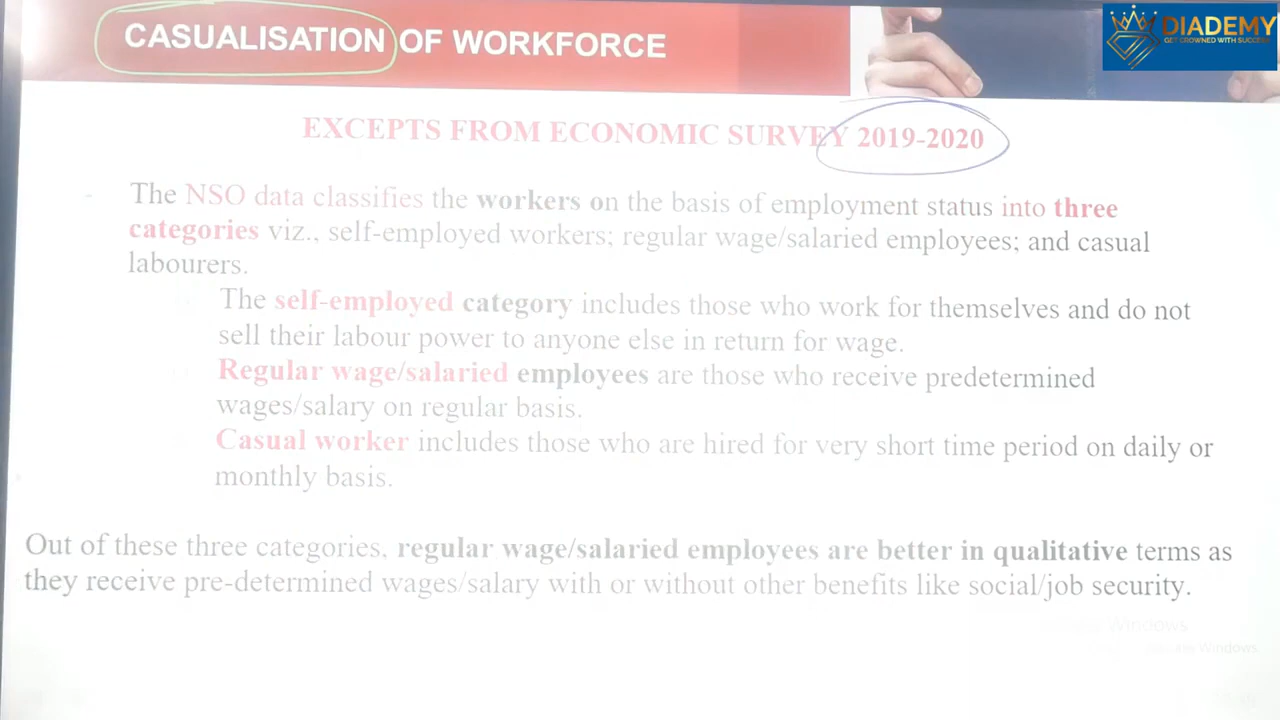 CASUALISATION OF WORKFORCE
DIADEMY
GET CROWNED WITH SUCCESS
EXCEPTS FROM ECONOMIC SURVEY 2019-2020
- The NSO data classifies the workers on the basis of employment status into three
categories viz., self-employed workers; regular wage/salaried employees; and casual
labourers.
The self-employed category includes those who work for themselves and do not
sell their labour power to anyone else in return for wage.
Regular wage/salaried employees are those who receive predetermined
wages/salary on regular basis.
Casual worker includes those who are hired for very short time period on daily or
monthly basis.
Out of these three categories, regular wage/salaried employees are better in qualitative terms as
they receive pre-determined wages/salary with or without other benefits like social/job security.
Windows
Windows.